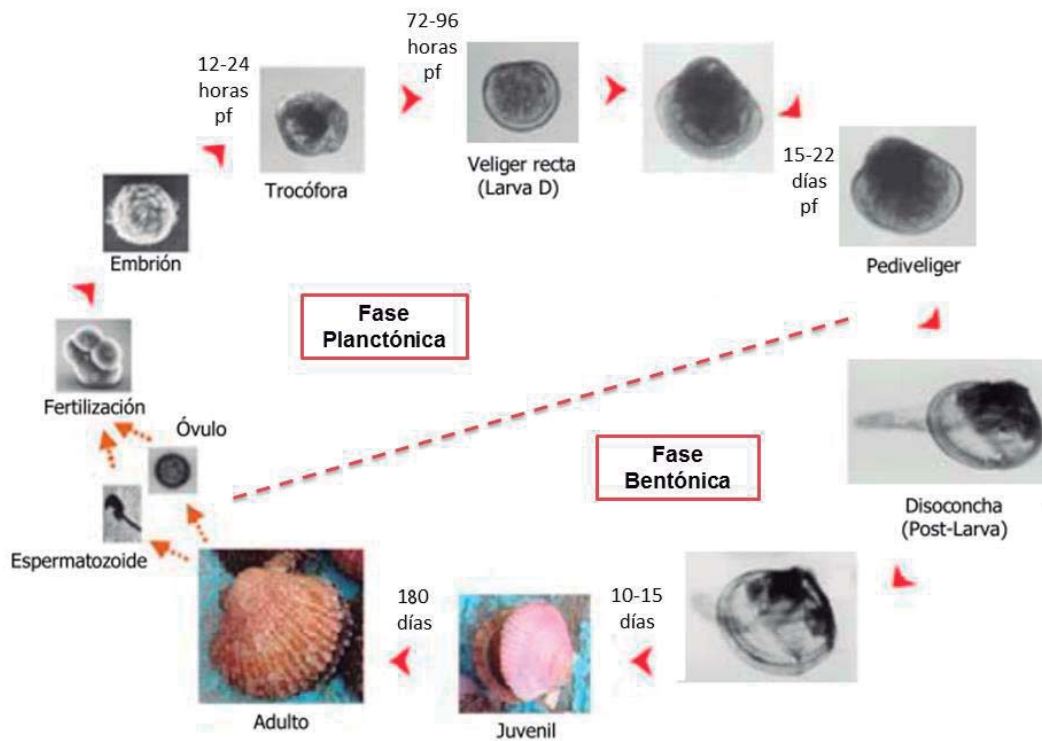 12-24
horas
pf
72-96
horas
pf
Trocófora
Veliger recta
(Larva D)
15-22
días
pf
Embrión
Pediveliger
Fase
Planctónica
Fertilización
Óvulo
Fase
Bentónica
Disoconcha
(Post-Larva)
Espermatozoide
180
días
10-15
días
Adulto
Juvenil